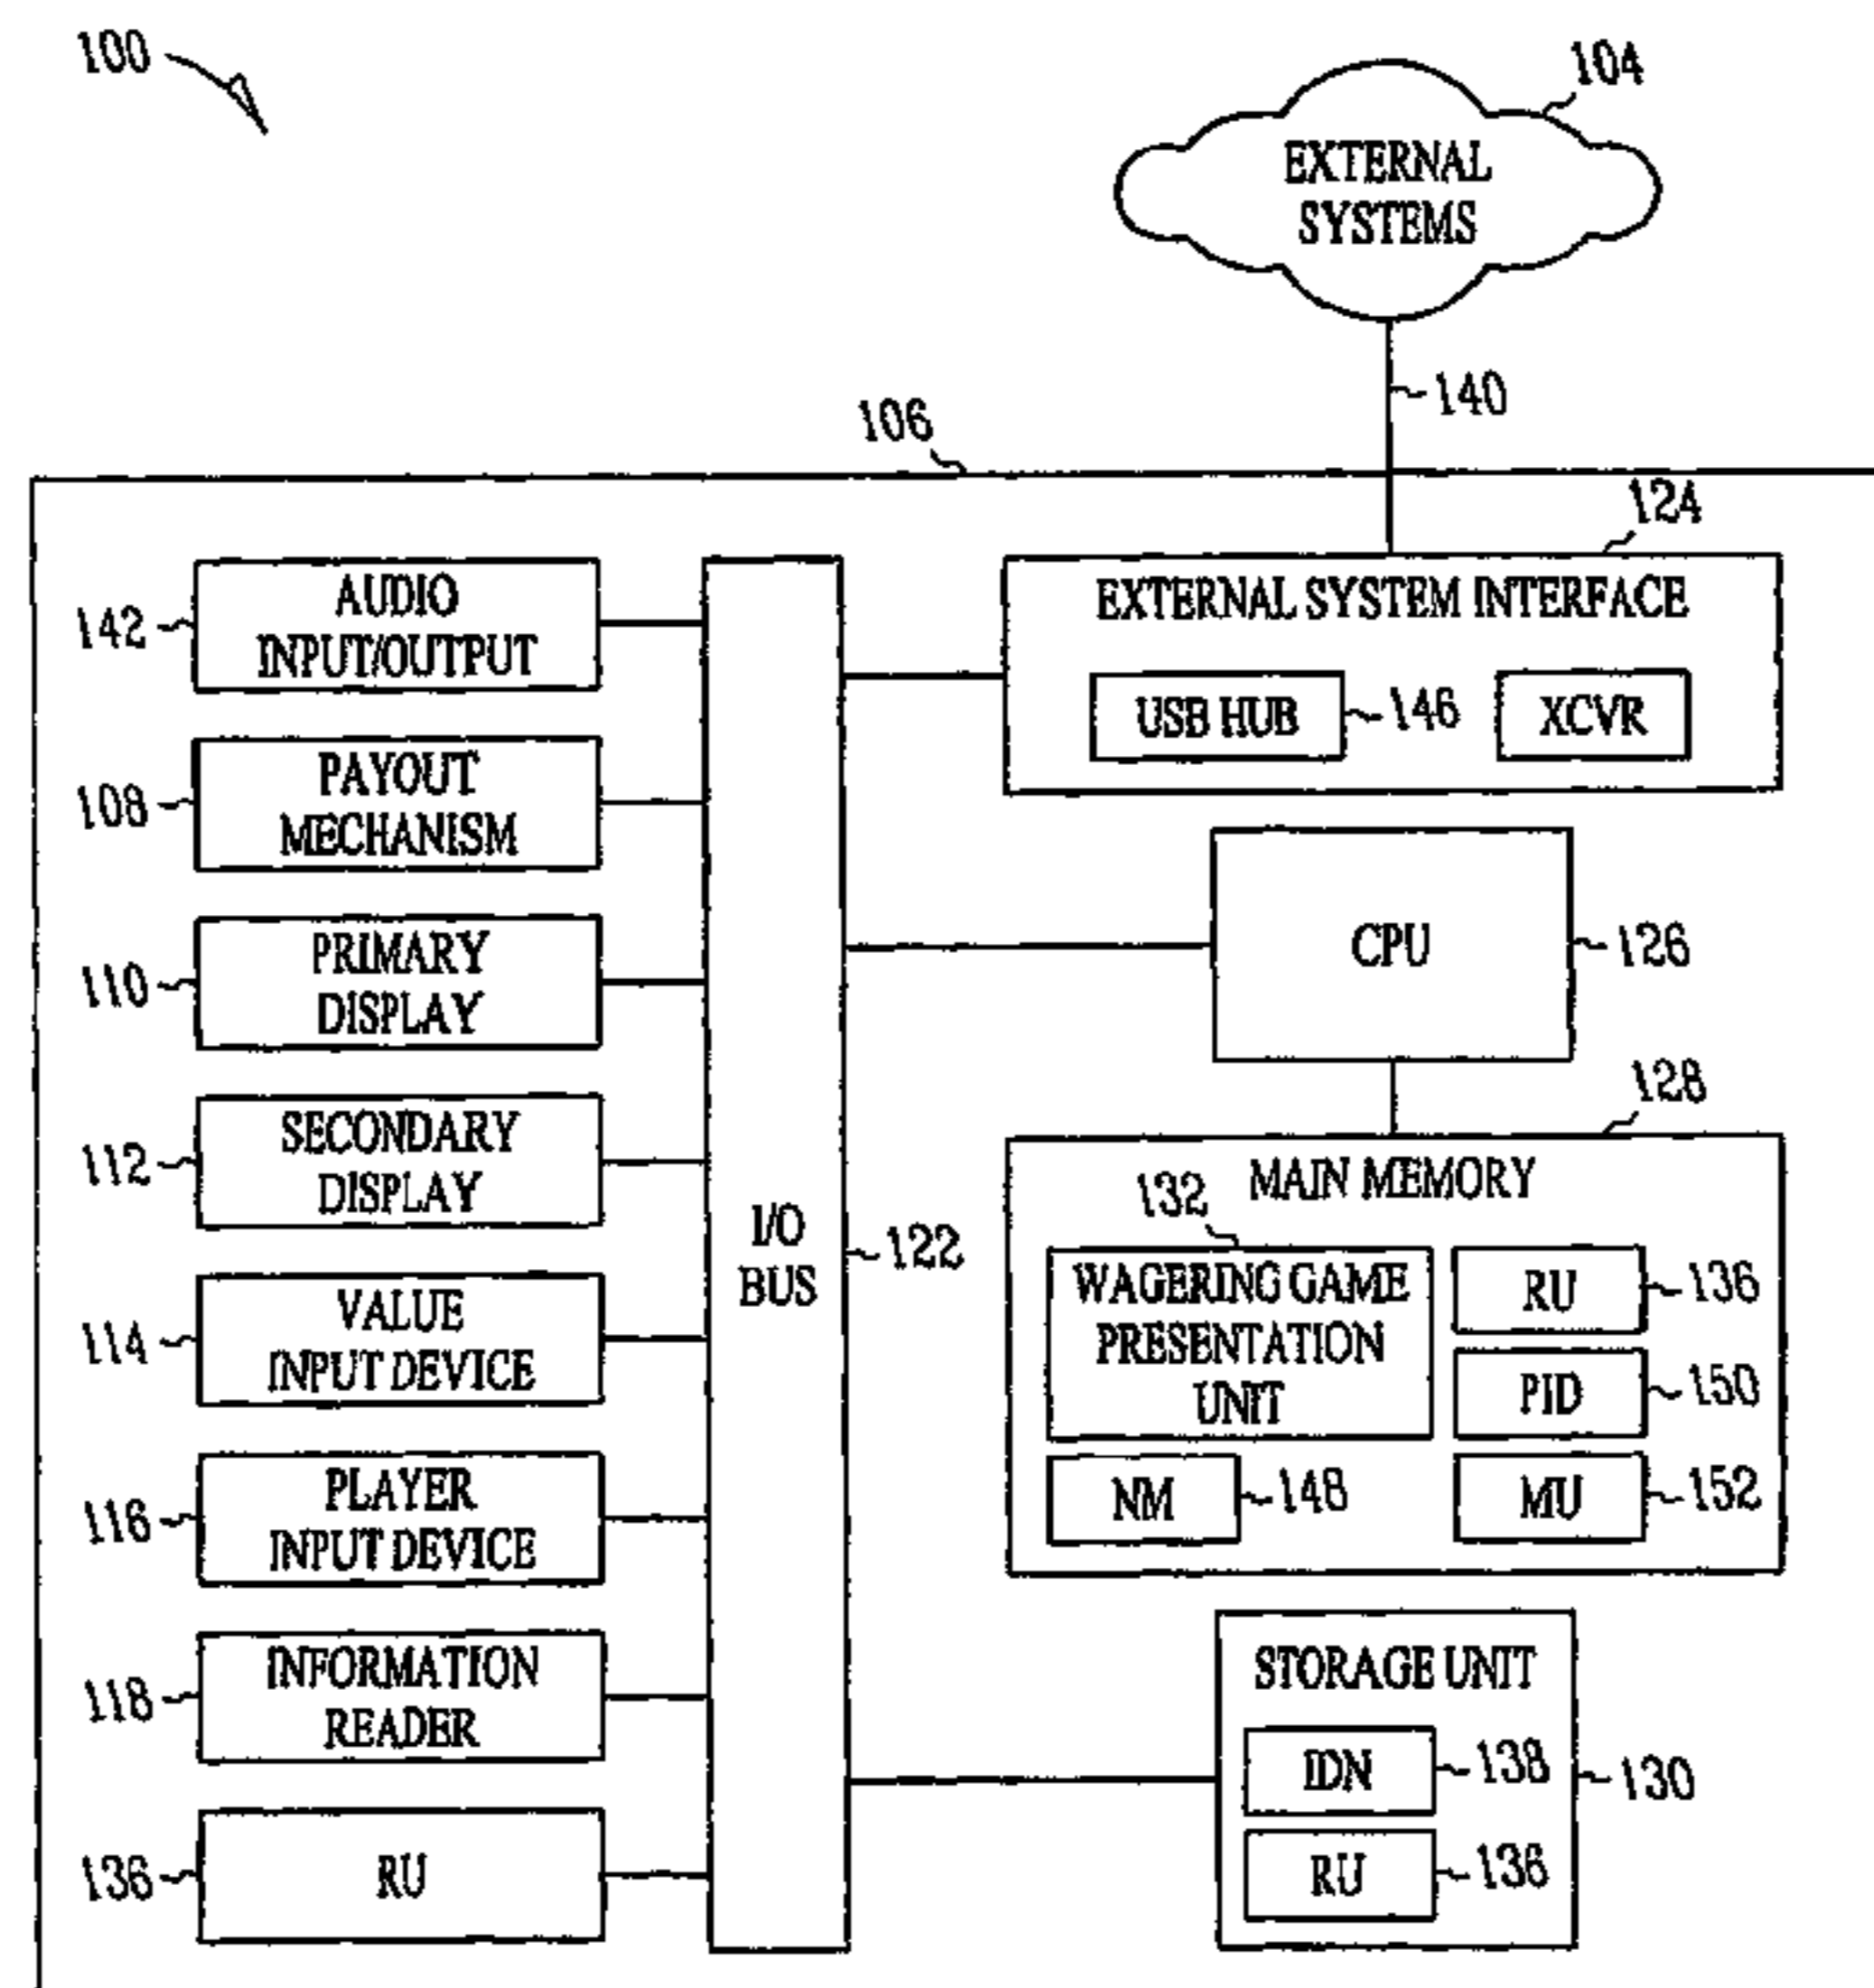 100
104
EXTERNAL
SYSTEMS
140
106
124
AUDIO
INPUT/OUTPUT
142
EXTERNAL SYSTEM INTERFACE
USB HUB
146
XCVR
PAYOUT
MECHANISM
108
CPU
126
PRIMARY
DISPLAY
110
128
SECONDARY
DISPLAY
112
MAIN MEMORY
132
I/O
BUS
122
WAGERING GAME
PRESENTATION
UNIT
RU
136
VALUE
INPUT DEVICE
114
PID
150
PLAYER
INPUT DEVICE
116
NM
148
MU
152
INFORMATION
READER
118
STORAGE UNIT
IDN
138
130
RU
136
RU
136